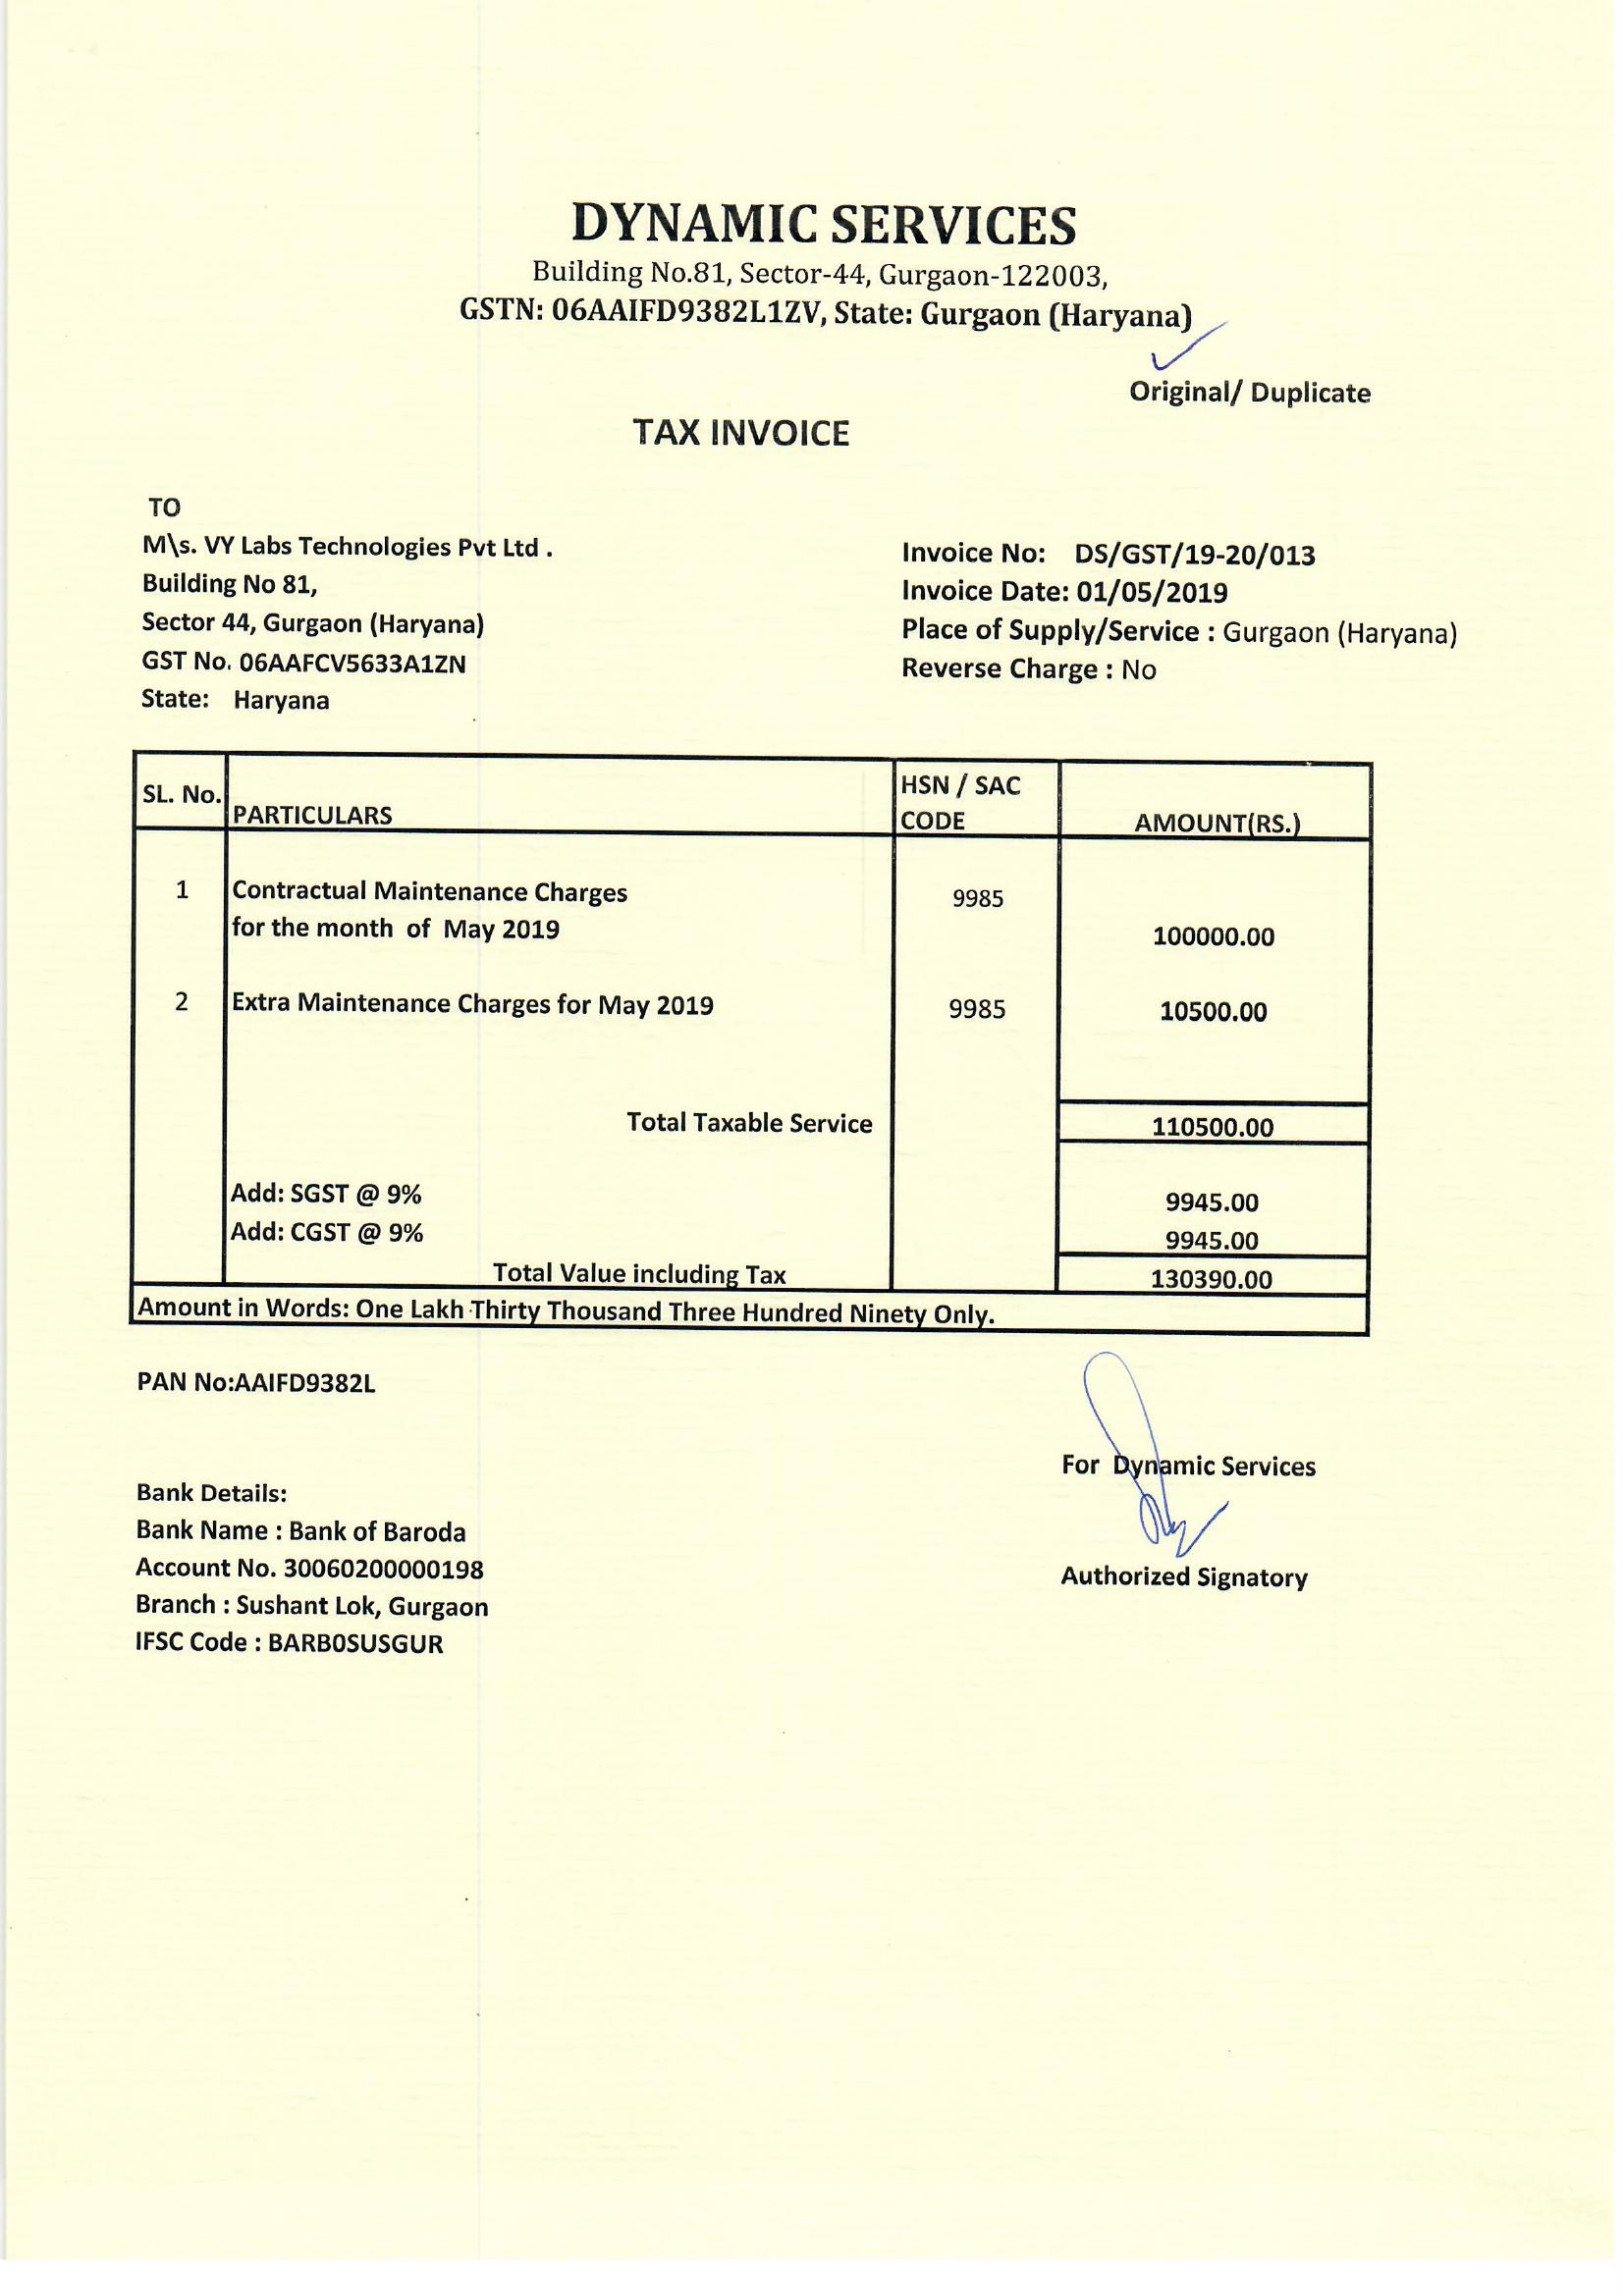 DYNAMIC SERVICES
Building No.81, Sector-44, Gurgaon-122003,
GSTN: 06AAIFD9382L1ZV, State: Gurgaon (Haryana)
Original/ Duplicate
TAX INVOICE
TO
M\s. VY Labs Technologies Pvt Ltd .
Building No 81,
Sector 44, Gurgaon (Haryana)
GST No. 06AAFCV5633A1ZN
State: Haryana
Invoice No: DS/GST/19-20/013
Invoice Date: 01/05/2019
Place of Supply/Service : Gurgaon (Haryana)
Reverse Charge : No
SL. No. PARTICULARS HSN / SAC CODE AMOUNT(RS.)
1 Contractual Maintenance Charges 9985
for the month of May 2019 100000.00
2 Extra Maintenance Charges for May 2019 9985 10500.00
Total Taxable Service 110500.00
Add: SGST @ 9% 9945.00
Add: CGST @ 9% 9945.00
Total Value including Tax 130390.00
Amount in Words: One Lakh Thirty Thousand Three Hundred Ninety Only.
PAN No:AAIFD9382L
For Dynamic Services
Authorized Signatory
Bank Details:
Bank Name : Bank of Baroda
Account No. 30060200000198
Branch : Sushant Lok, Gurgaon
IFSC Code : BARB0SUSGUR